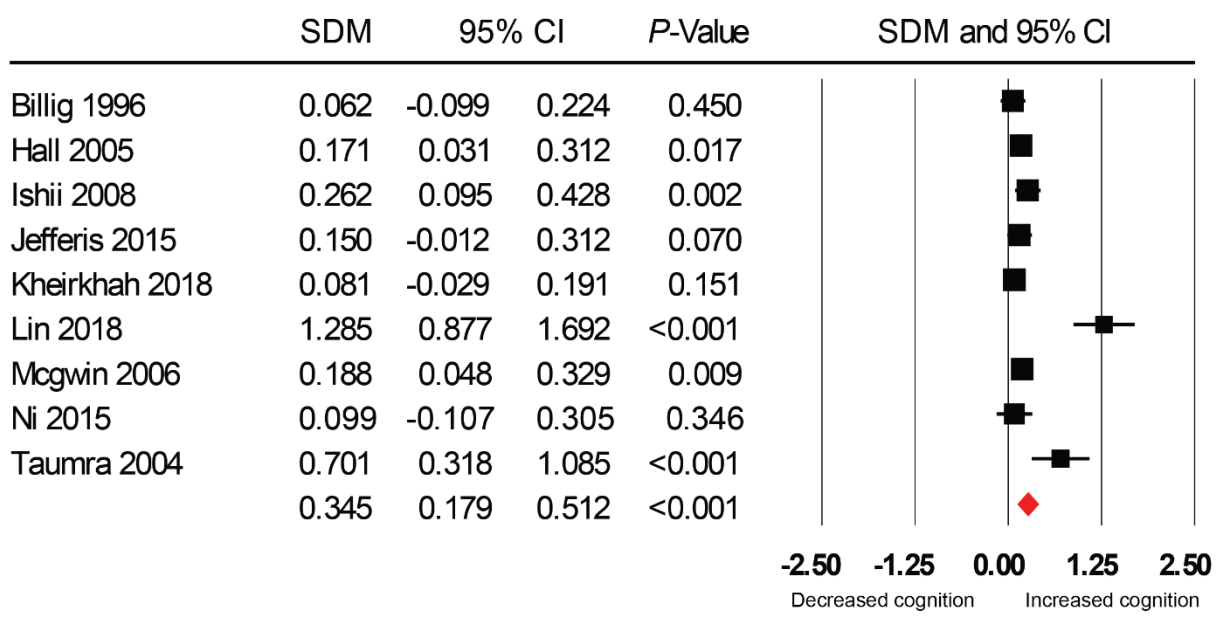 SDM 95% CI P-Value SDM and 95% CI
Billig 1996 0.062 -0.099 0.224 0.450
Hall 2005 0.171 0.031 0.312 0.017
Ishii 2008 0.262 0.095 0.428 0.002
Jefferis 2015 0.150 -0.012 0.312 0.070
Kheirkhah 2018 0.081 -0.029 0.191 0.151
Lin 2018 1.285 0.877 1.692 <0.001
Mcgwin 2006 0.188 0.048 0.329 0.009
Ni 2015 0.099 -0.107 0.305 0.346
Taumra 2004 0.701 0.318 1.085 <0.001
0.345 0.179 0.512 <0.001
-2.50 -1.25 0.00 1.25 2.50
Decreased cognition Increased cognition